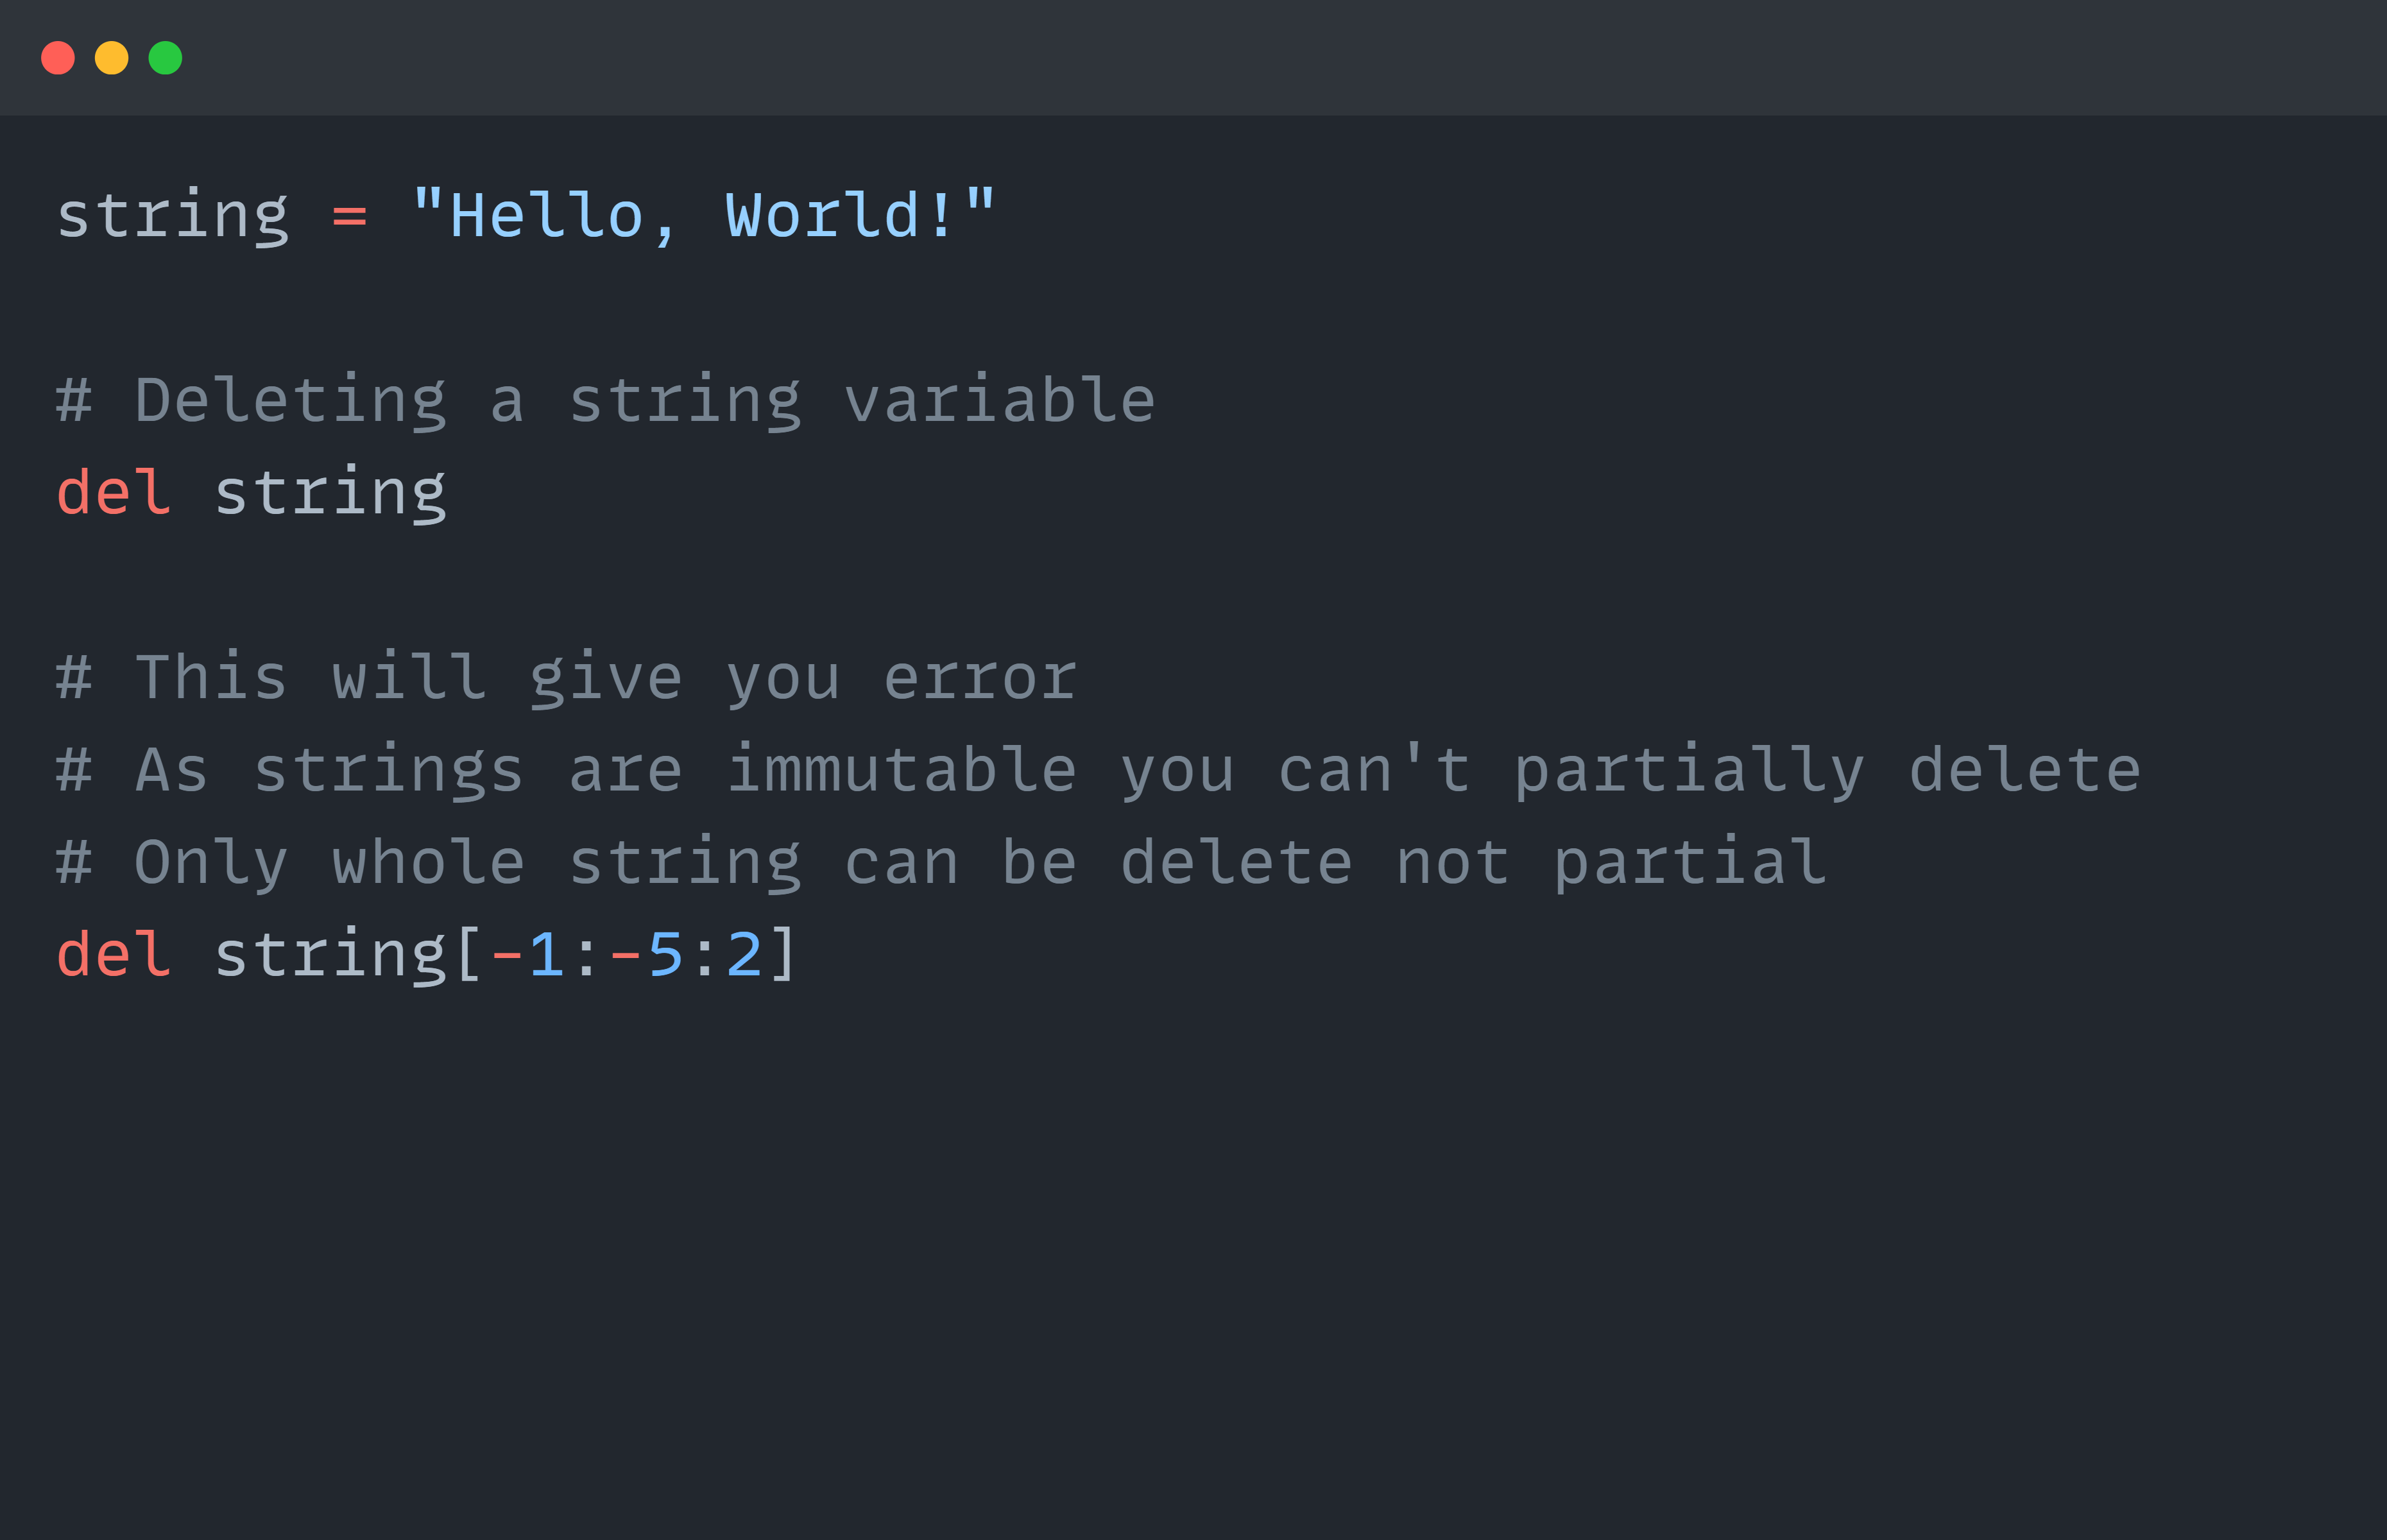 string = "Hello, World!"
# Deleting a string variable
del string
# This will give you error
# As strings are immutable you can't partially delete
# Only whole string can be delete not partial
del string[-1:-5:2]